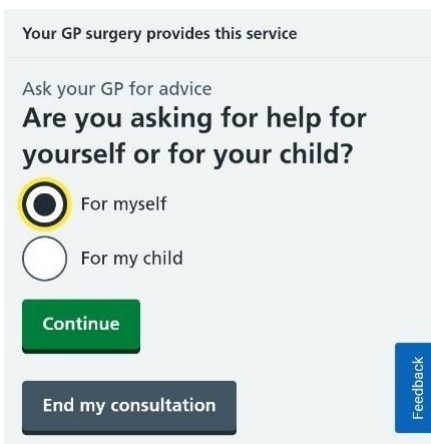 Your GP surgery provides this service
Ask your GP for advice
Are you asking for help for
yourself or for your child?
For myself
For my child
Continue
End my consultation
Feedback